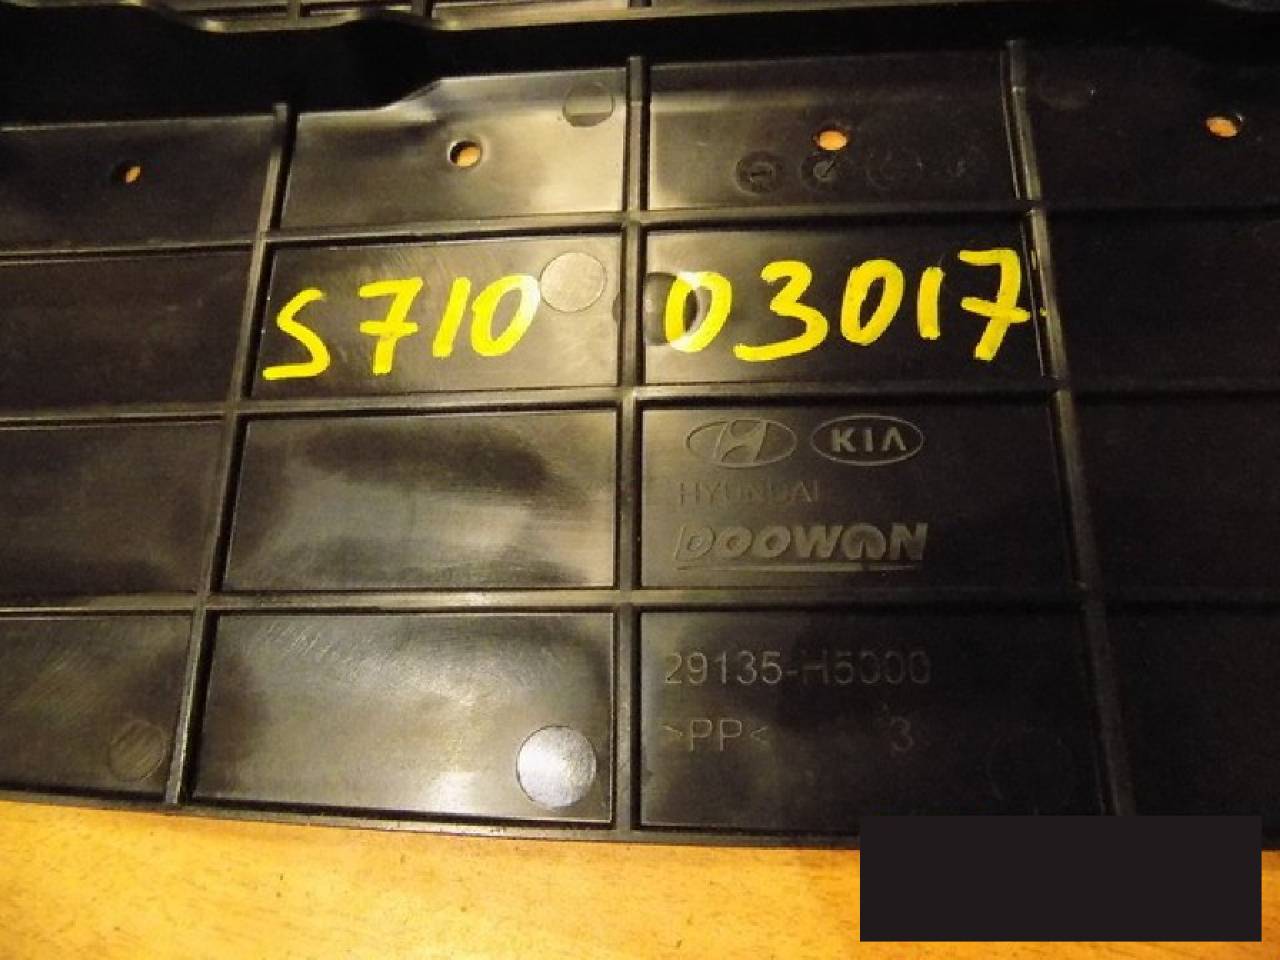 S710 03017
KIA
HYUNDAI
DOOWON
29135-H5000
>PP< 3